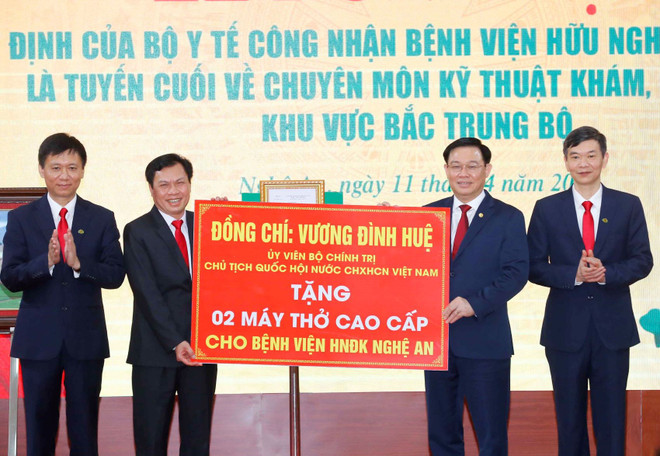 ĐỊNH CỦA BỘ Y TẾ CÔNG NHẬN BỆNH VIỆN HỮU NGH
LÀ TUYẾN CUỐI VỀ CHUYÊN MÔN KỸ THUẬT KHÁM,
KHU VỰC BẮC TRUNG BỘ
ngày 11 4 năm
ĐỒNG CHÍ: VƯƠNG ĐÌNH HUỆ
ỦY VIÊN BỘ CHÍNH TRỊ
CHỦ TỊCH QUỐC HỘI NƯỚC CHXHCN VIỆT NAM
TẶNG
02 MÁY THỞ CAO CẤP
CHO BỆNH VIỆN HNĐK NGHỆ AN